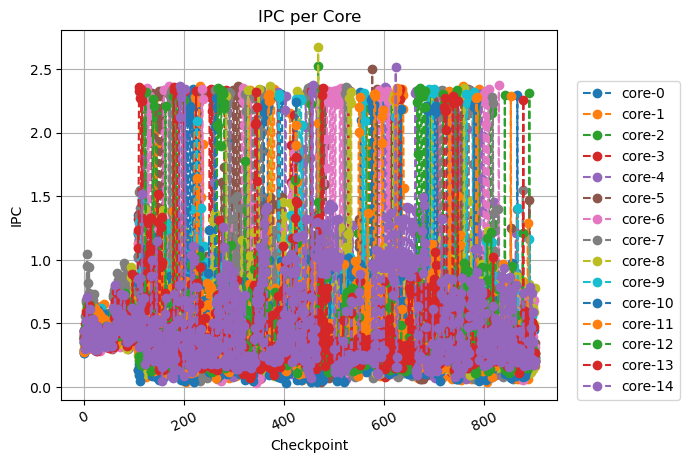 IPC per Core
IPC
2.5
2.0
1.5
1.0
0.5
0.0
0
200
400
600
800
Checkpoint
core-0
core-1
core-2
core-3
core-4
core-5
core-6
core-7
core-8
core-9
core-10
core-11
core-12
core-13
core-14